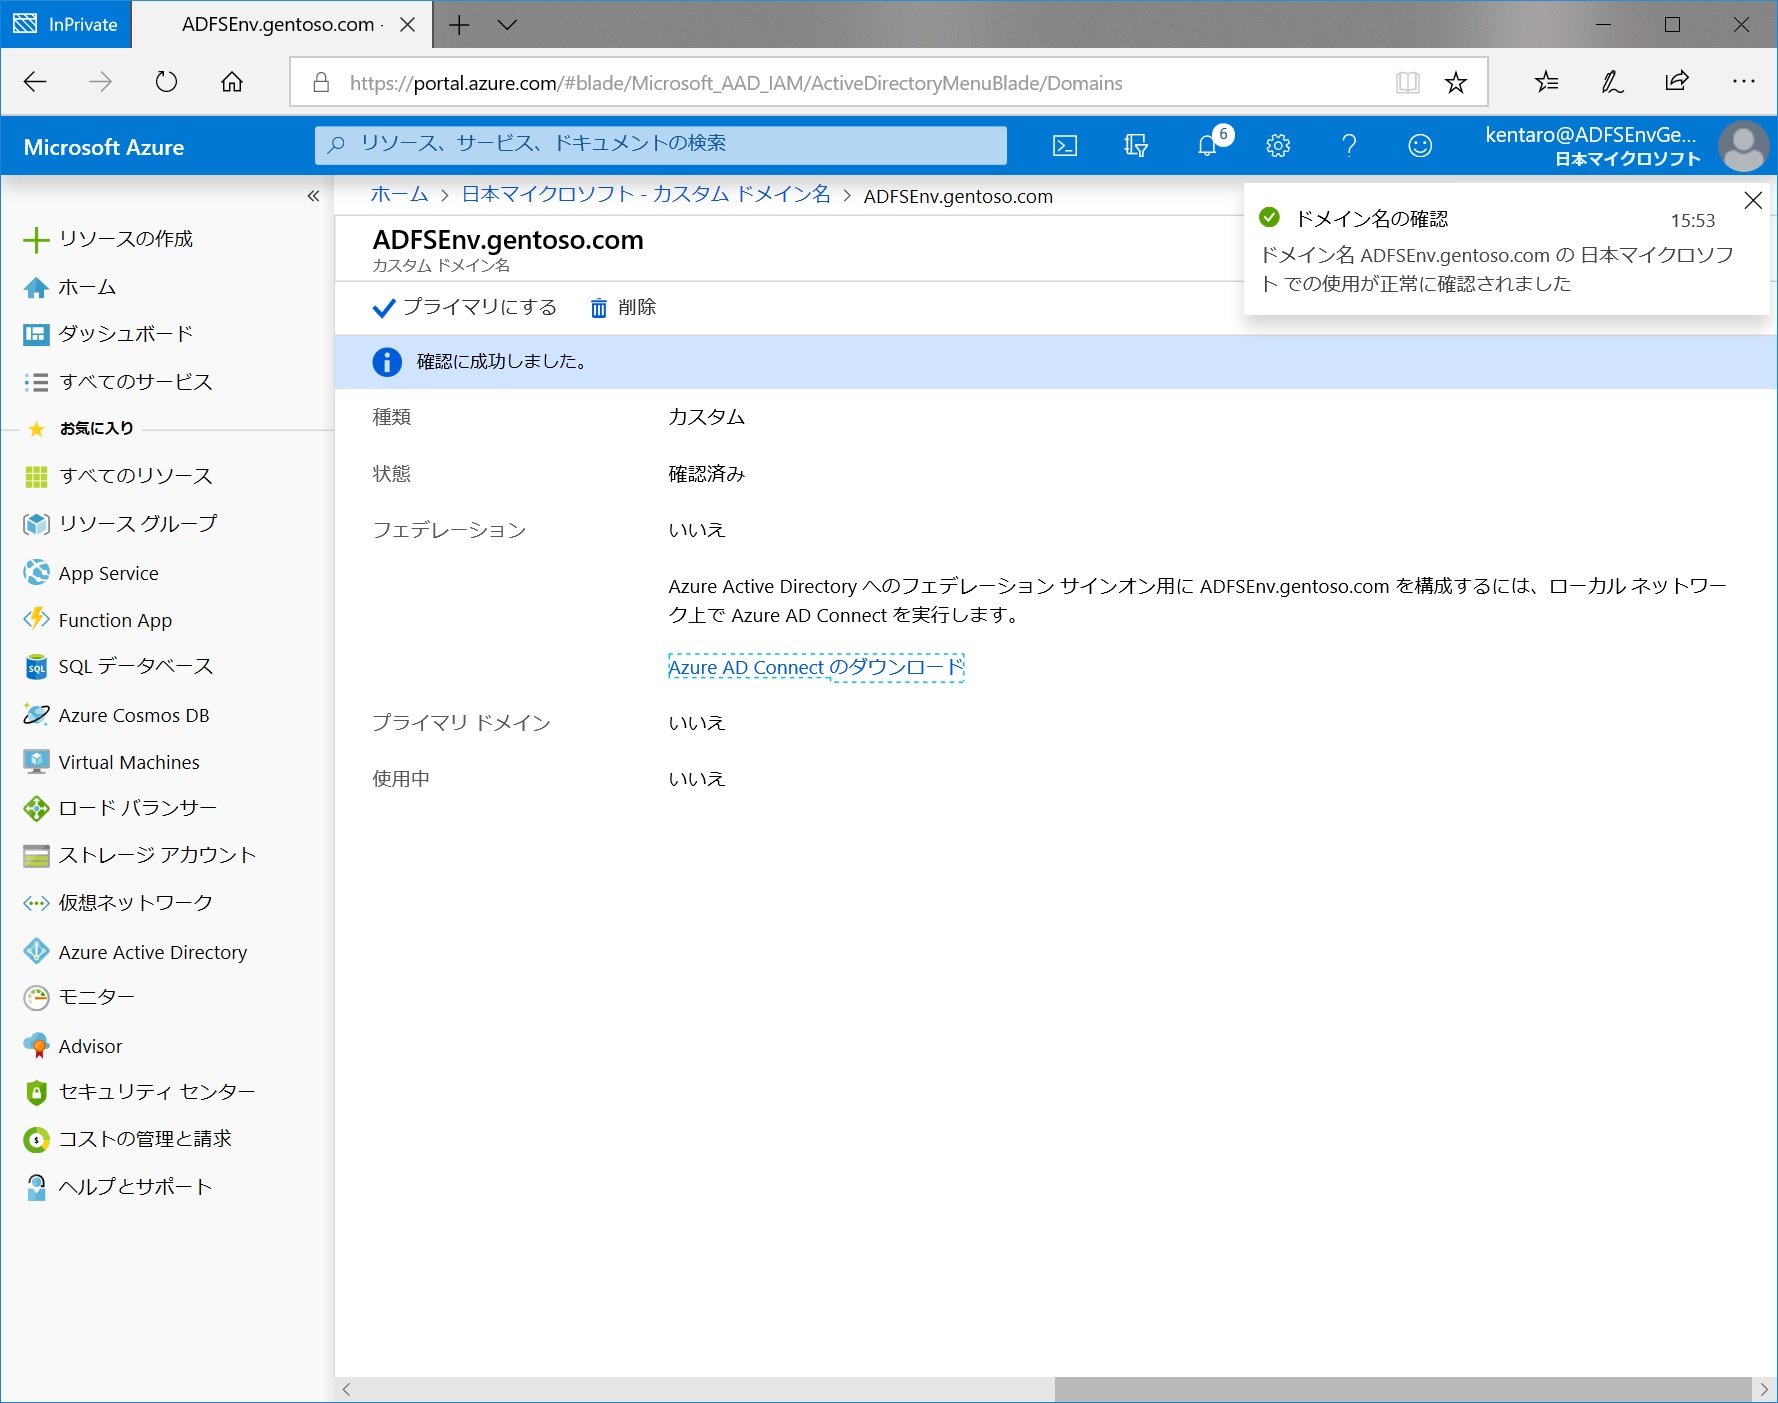 InPrivate
ADFSEnv.gentoso.com ·
https://portal.azure.com/#blade/Microsoft_AAD_IAM/ActiveDirectoryMenuBlade/Domains
Microsoft Azure
リソース、サービス、ドキュメントの検索
6
kentaro@ADFSEnvGe...
日本マイクロソフト
リソースの作成
ホーム
ダッシュボード
すべてのサービス
お気に入り
すべてのリソース
リソース グループ
App Service
Function App
SQL データベース
Azure Cosmos DB
Virtual Machines
ロード バランサー
ストレージ アカウント
仮想ネットワーク
Azure Active Directory
モニター
Advisor
セキュリティ センター
コストの管理と請求
ヘルプとサポート
ホーム > 日本マイクロソフト - カスタム ドメイン名 > ADFSEnv.gentoso.com
ADFSEnv.gentoso.com
カスタム ドメイン名
プライマリにする 削除
ドメイン名の確認 15:53
ドメイン名 ADFSEnv.gentoso.com の 日本マイクロソフ
ト での使用が正常に確認されました
確認に成功しました。
種類 カスタム
状態 確認済み
フェデレーション いいえ
Azure Active Directory へのフェデレーション サインオン用に ADFSEnv.gentoso.com を構成するには、ローカル ネットワー
ク上で Azure AD Connect を実行します。
Azure AD Connect のダウンロード
プライマリ ドメイン いいえ
使用中 いいえ